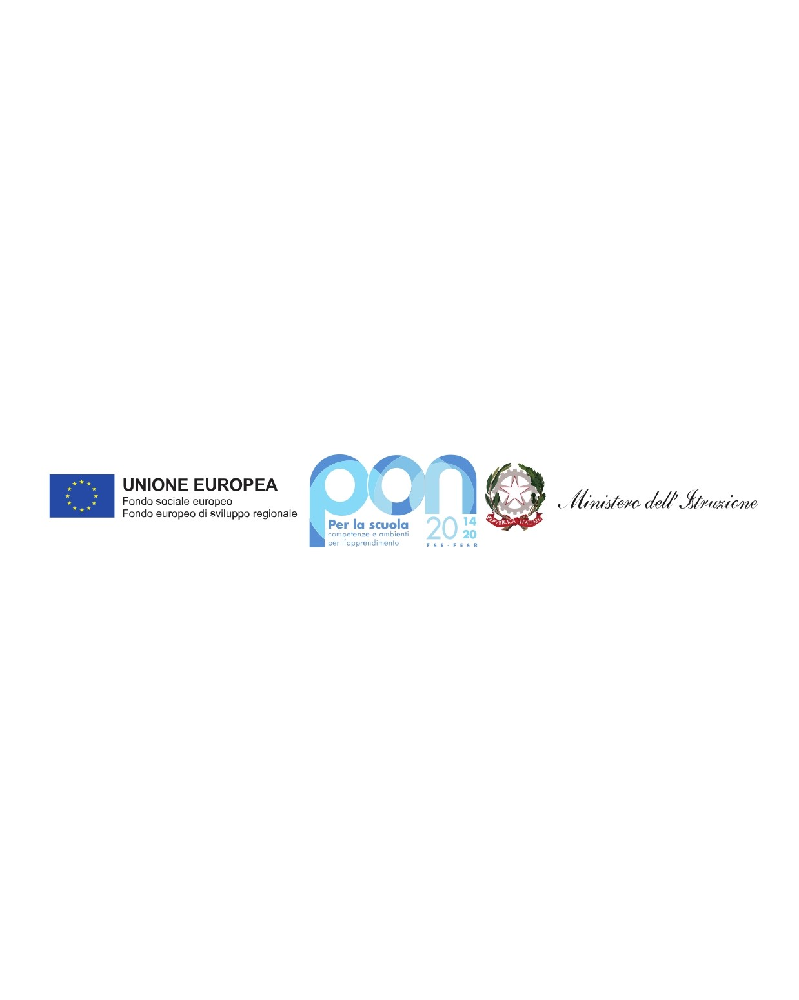 UNIONE EUROPEA
Fondo sociale europeo
Fondo europeo di sviluppo regionale
pon
Per la scuola
competenze e ambienti
per l'apprendimento
20 14
20
FSE-FESR
REPVBBLICA ITALIANA
Ministero dell' Istruzione